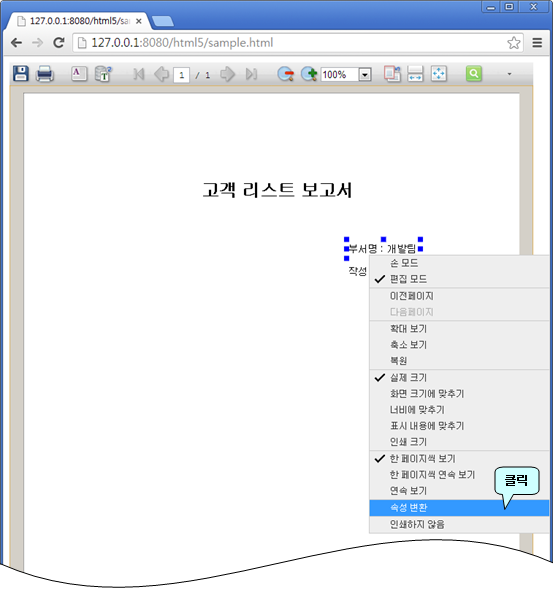 127.0.0.1:8080/html5/sa
127.0.0.1:8080/html5/sample.html
1 / 1 100%
고객 리스트 보고서
부서명 : 개발팀
작성
손 모드
편집 모드
이전페이지
다음페이지
확대 보기
축소 보기
복원
실제 크기
화면 크기에 맞추기
너비에 맞추기
표시 내용에 맞추기
인쇄 크기
한 페이지씩 보기
한 페이지씩 연속 보기
연속 보기
클릭
속성 변환
인쇄하지 않음